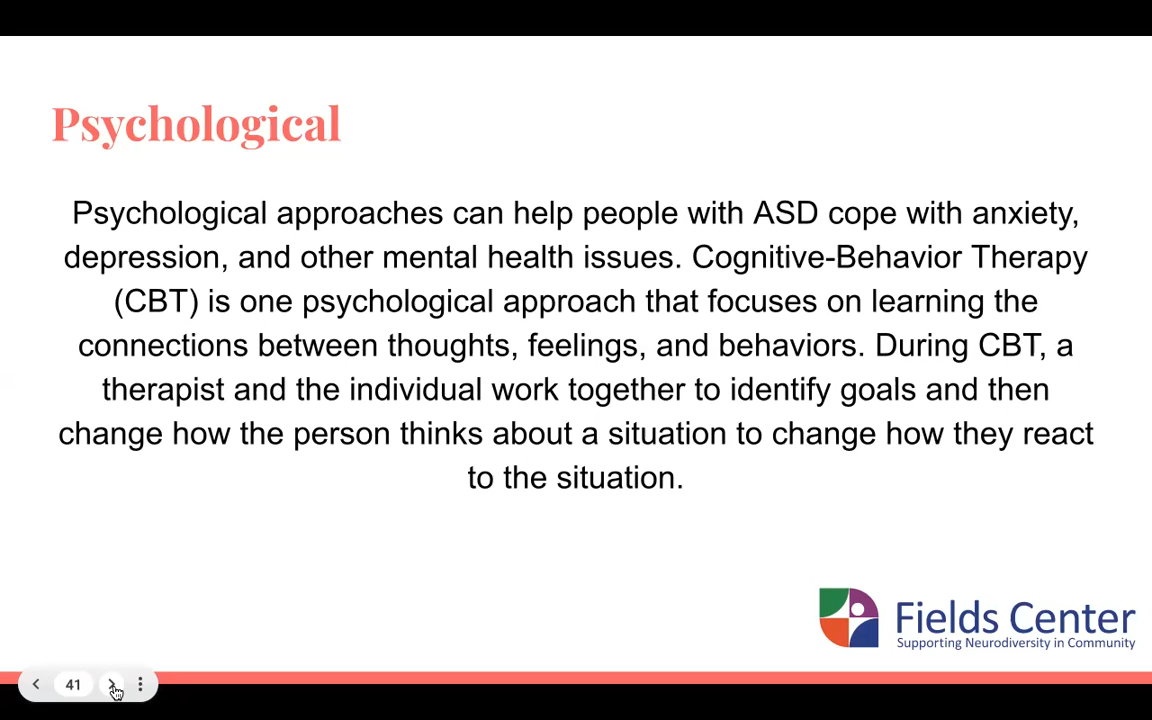 Psychological
Psychological approaches can help people with ASD cope with anxiety,
depression, and other mental health issues. Cognitive-Behavior Therapy
(CBT) is one psychological approach that focuses on learning the
connections between thoughts, feelings, and behaviors. During CBT, a
therapist and the individual work together to identify goals and then
change how the person thinks about a situation to change how they react
to the situation.
Fields Center
Supporting Neurodiversity in Community
41